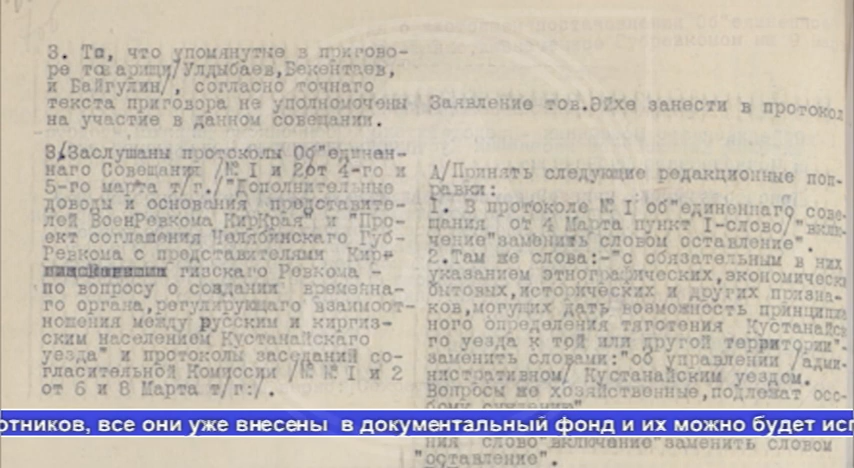 3. То, что упомянутые в пригово-
ре товарищи/Улдыбаев,Бекентаев,
и Байгулин/, согласно точнаго
текста приговора не уполномочены
на участие в данном совещании.
Заявление тов.Эйхе занести в протокол
3/Заслушаны протоколы Об"единен-
наго Совещания /№ I и 2от 4-го и
5-го марта т/г./"Дополнительные
доводы и основания представите-
лей ВоенРевкома КирКрая" и "Про-
ект соглашения Челябинскаго Губ-
Ревкома с представителями Кир-
гизскаго Ревкома -
по вопросу о создании временна-
го органа,регулирующаго взаимоот-
ношения между русским и киргиз-
ским населением Кустанайскаго
уезда" и протоколы заседаний со-
гласительной Комиссии /№ № I и 2
от 6 и 8 Марта т/г:/.
А/Принять следующие редакционные поп-
равки:
1. В протоколе № I об"единеннаго сове-
щания от 4 Марта пункт I-слово/"вклю-
чение"заменить словом оставление".
2.Там же слова:-"с обязательным в них
указанием этнографических,экономически
бытовых,исторических и других призна-
ков,могущих дать возможность принципа
ного определения тяготения Кустанайс
го уезда к той или другой территории"-
заменить словами:"об управлении /адми-
нистративном/ Кустанайским уездом.
Вопросы же хозяйственные,подлежат осо-
отников, все они уже внесены в документальный фонд и их можно будет исп
ния слово"включение"заменить словом
"оставление".